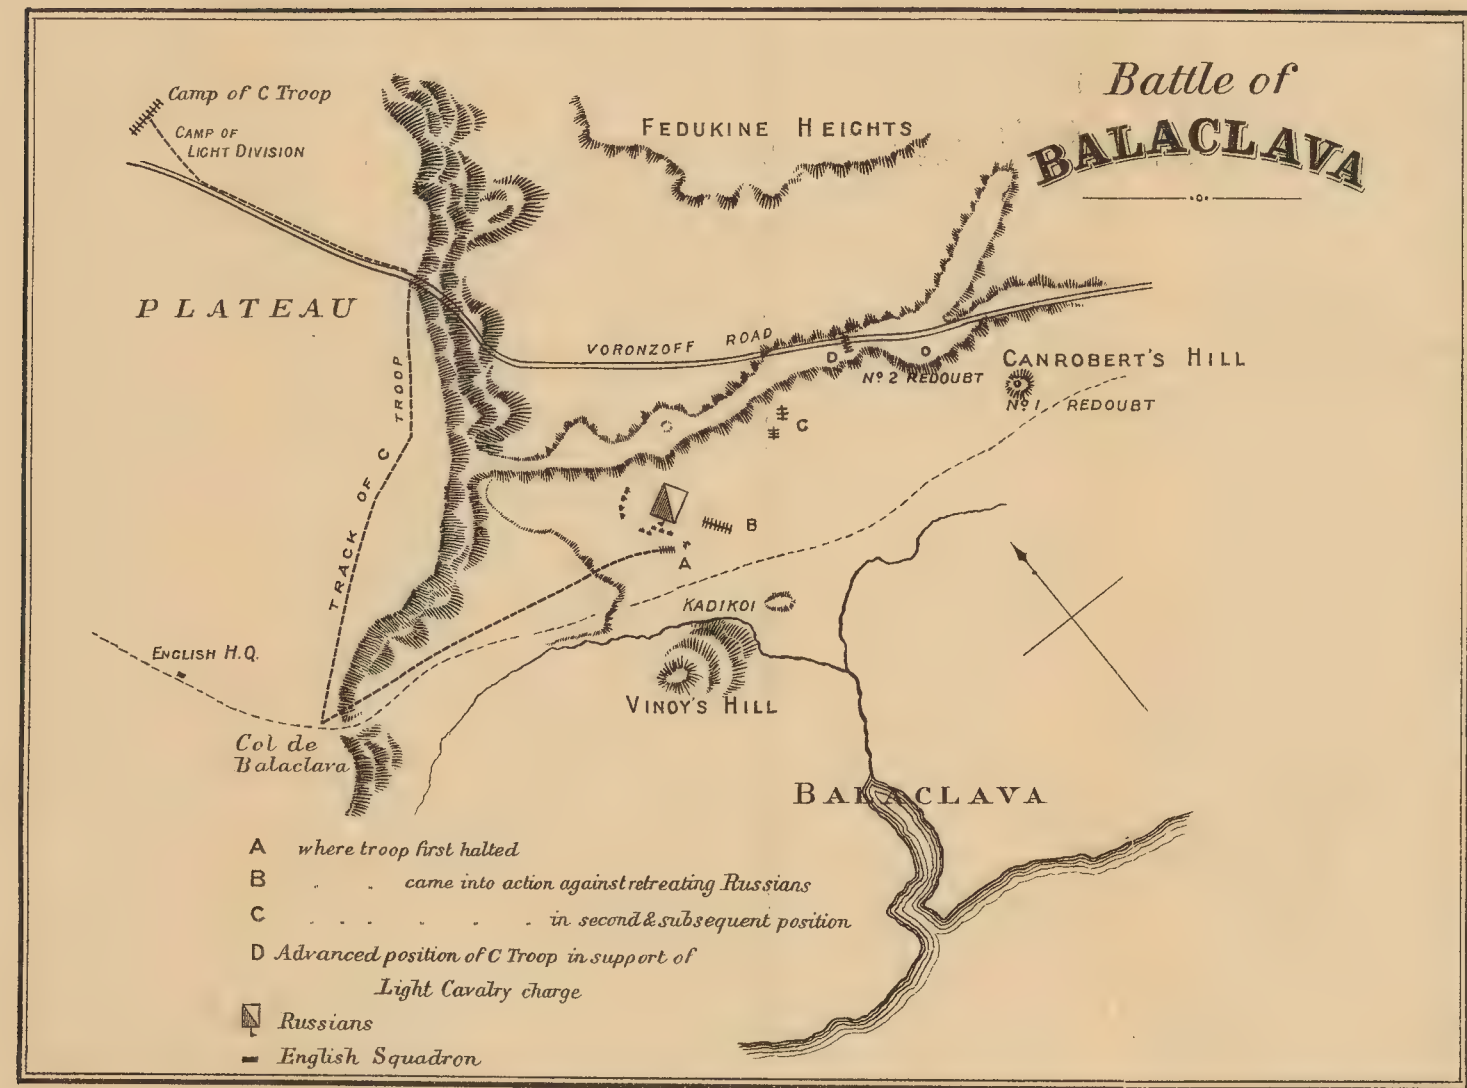 Battle of
BALACLAVA
Camp of C Troop
CAMP OF
LIGHT DIVISION
FEDUKINE HEIGHTS
PLATEAU
VORONZOFF ROAD
TRACK OF C TROOP
D
Nº 2 REDOUBT
CANROBERT'S HILL
Nº 1 REDOUBT
C
B
A
KADIKOI
ENGLISH H.Q.
VINOY'S HILL
Col de
Balaclava
BALACLAVA
A where troop first halted
B " " came into action against retreating Russians
C " " " " " " in second & subsequent position
D Advanced position of C Troop in support of
Light Cavalry charge
Russians
English Squadron